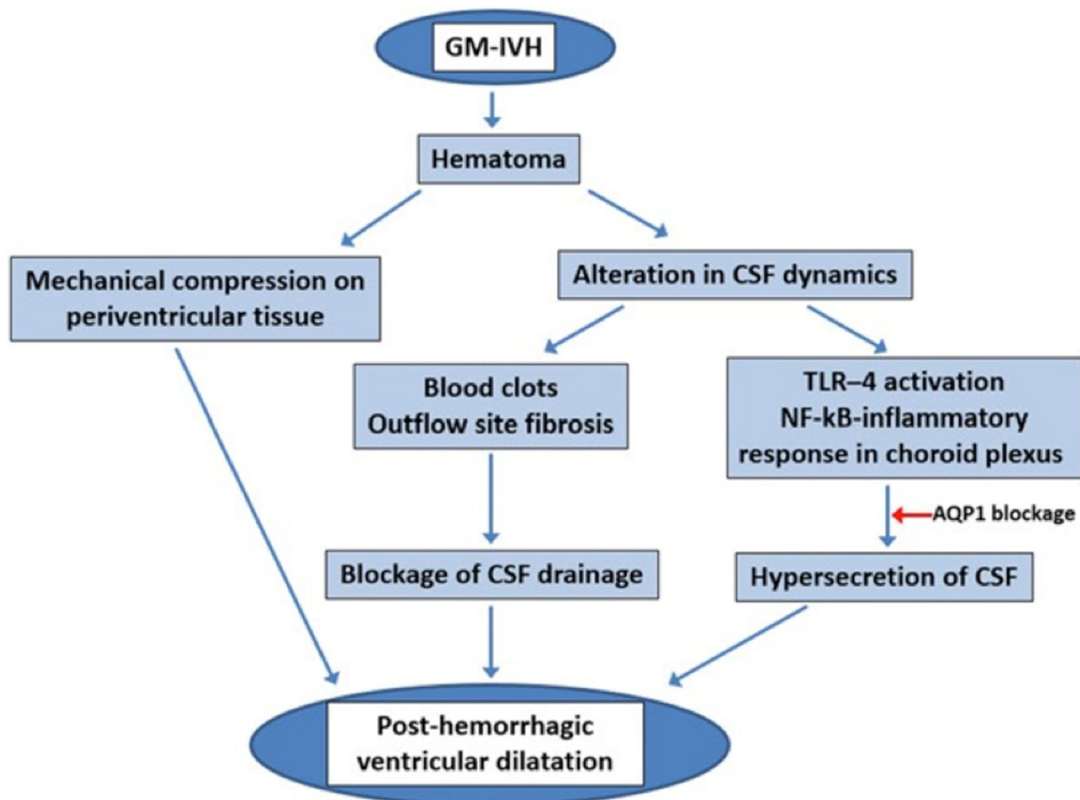 GM-IVH
Hematoma
Mechanical compression on
periventricular tissue
Alteration in CSF dynamics
Blood clots
Outflow site fibrosis
TLR–4 activation
NF-kB-inflammatory
response in choroid plexus
AQP1 blockage
Blockage of CSF drainage
Hypersecretion of CSF
Post-hemorrhagic
ventricular dilatation